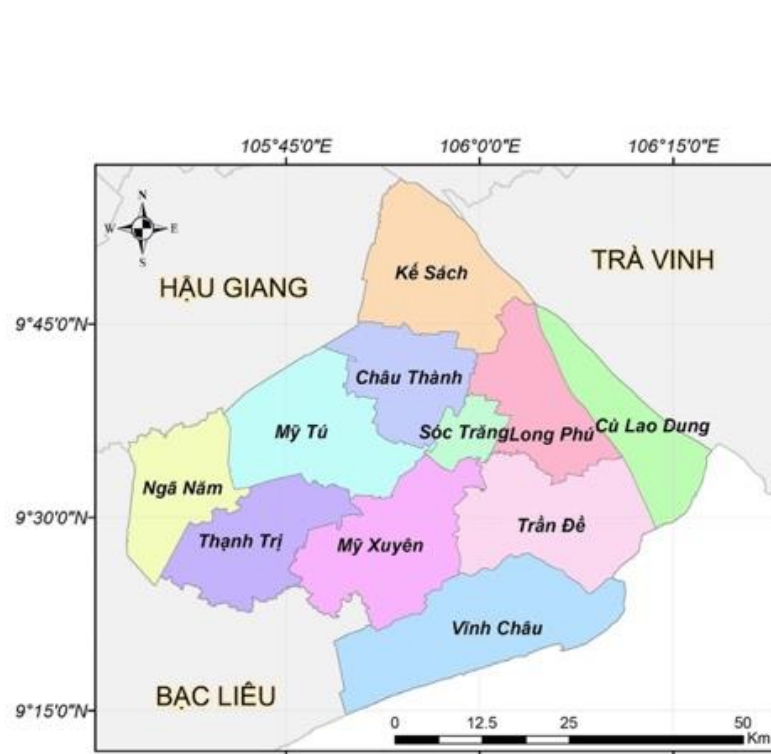 105°45'0"E 106°0'0"E 106°15'0"E
N
W E
S
Kế Sách
TRÀ VINH
HẬU GIANG
9°45'0"N
Châu Thành
Mỹ Tú
Sóc Trăng
Long Phú
Cù Lao Dung
Ngã Năm
9°30'0"N
Thạnh Trị
Mỹ Xuyên
Trần Đề
Vĩnh Châu
BẠC LIÊU
9°15'0"N
0 12.5 25 50
Km